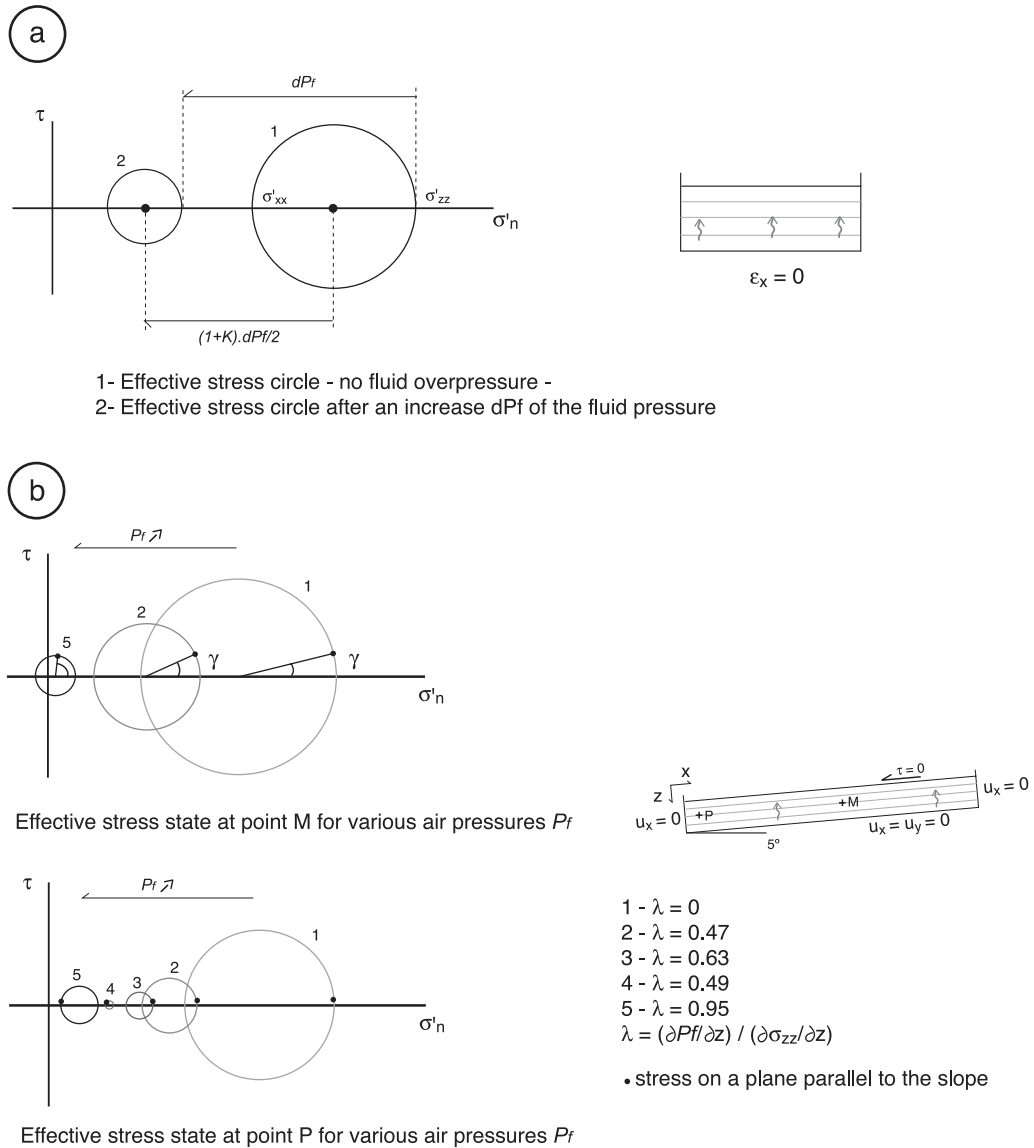 a
dPf
τ
1
2
σ'xx
σ'zz
σ'n
(1+K).dPf/2
εx = 0
1- Effective stress circle - no fluid overpressure -
2- Effective stress circle after an increase dPf of the fluid pressure
b
Pf ↗
τ
1
2
5
γ
γ
σ'n
Effective stress state at point M for various air pressures Pf
x
z
τ = 0
ux = 0
+M
+P
ux = 0
ux = uy = 0
5°
Pf ↗
τ
1
2
3
4
5
σ'n
1 - λ = 0
2 - λ = 0.47
3 - λ = 0.63
4 - λ = 0.49
5 - λ = 0.95
λ = (∂Pf/∂z) / (∂σzz/∂z)
• stress on a plane parallel to the slope
Effective stress state at point P for various air pressures Pf